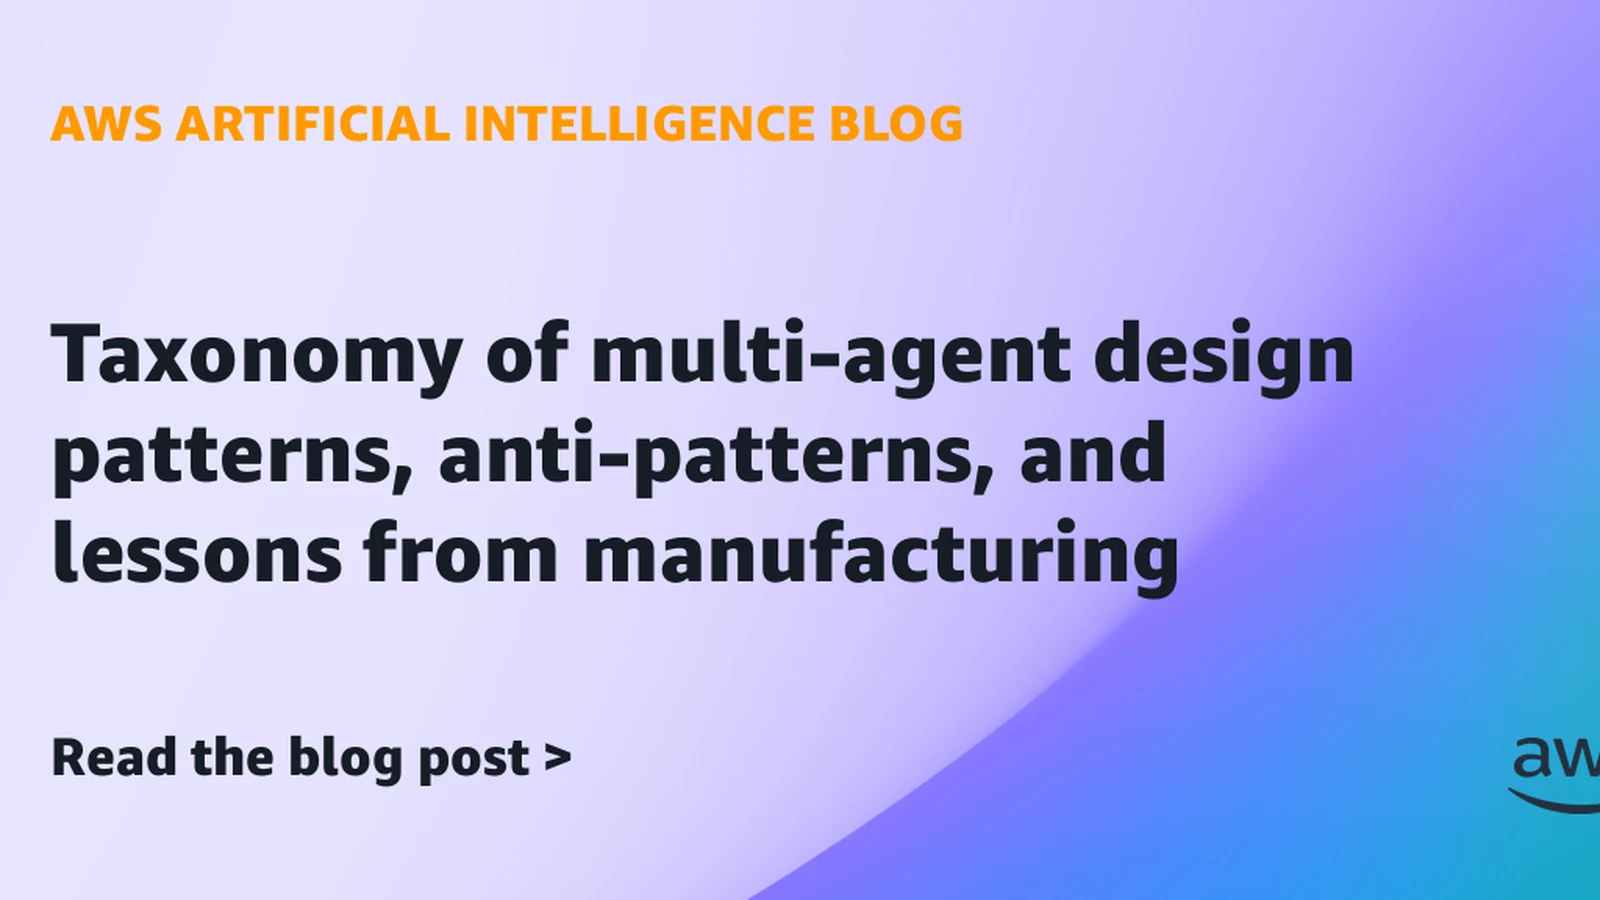 AWS ARTIFICIAL INTELLIGENCE BLOG
Taxonomy of multi-agent design
patterns, anti-patterns, and
lessons from manufacturing
Read the blog post >
aw